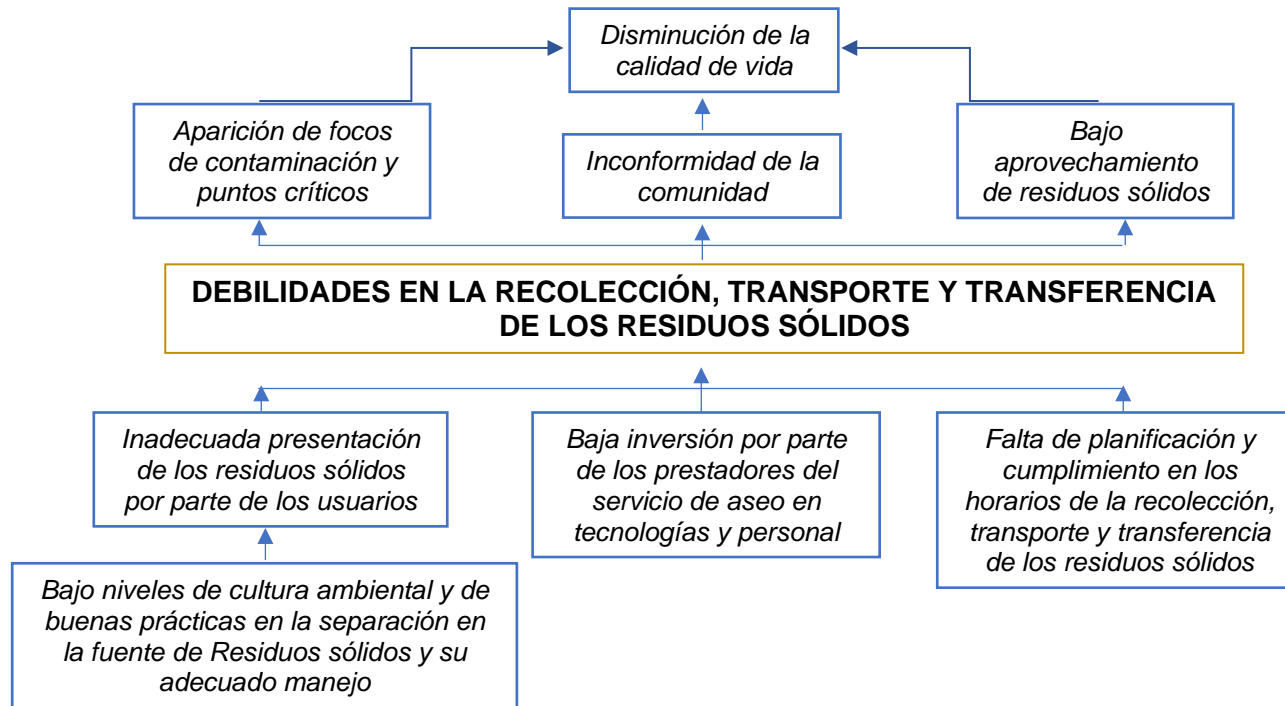 Disminución de la
calidad de vida
Aparición de focos
de contaminación y
puntos críticos
Inconformidad de la
comunidad
Bajo
aprovechamiento
de residuos sólidos
DEBILIDADES EN LA RECOLECCIÓN, TRANSPORTE Y TRANSFERENCIA
DE LOS RESIDUOS SÓLIDOS
Inadecuada presentación
de los residuos sólidos
por parte de los usuarios
Baja inversión por parte
de los prestadores del
servicio de aseo en
tecnologías y personal
Falta de planificación y
cumplimiento en los
horarios de la recolección,
transporte y transferencia
de los residuos sólidos
Bajo niveles de cultura ambiental y de
buenas prácticas en la separación en
la fuente de Residuos sólidos y su
adecuado manejo